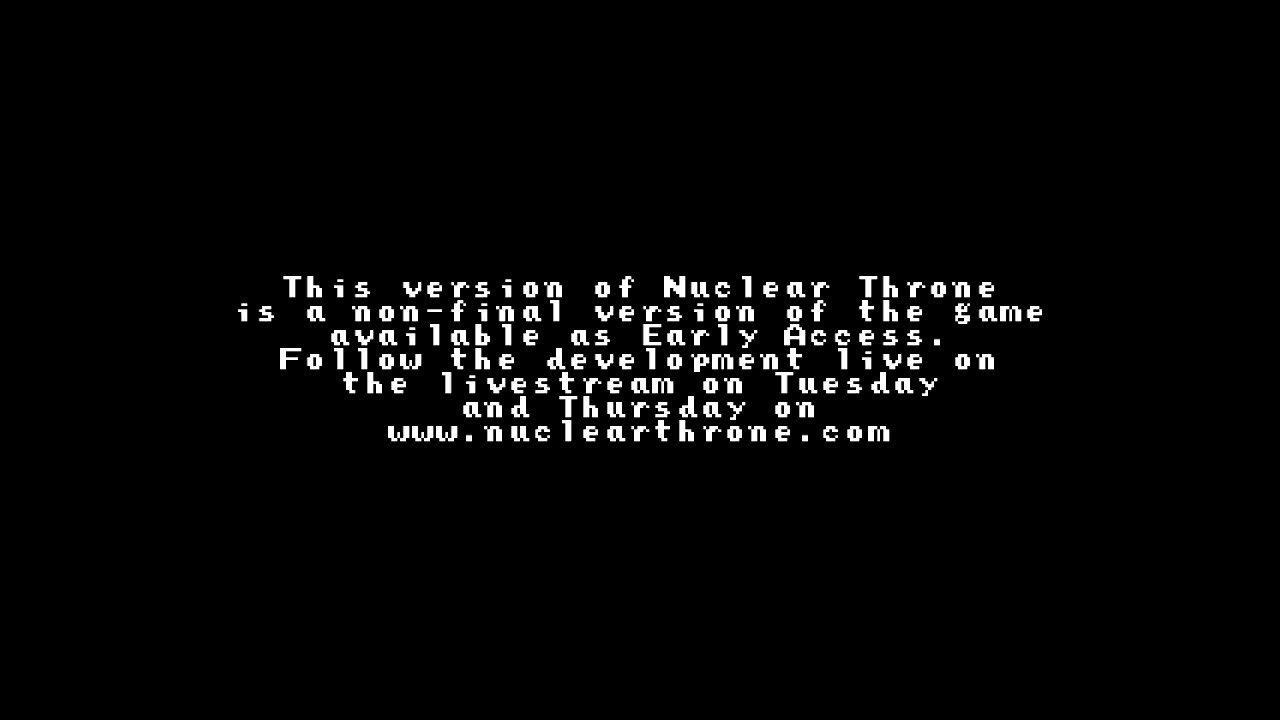 This version of Nuclear Throne
is a non-final version of the game
available as Early Access.
Follow the development live on
the livestream on Tuesday
and Thursday on
www.nuclearthrone.com